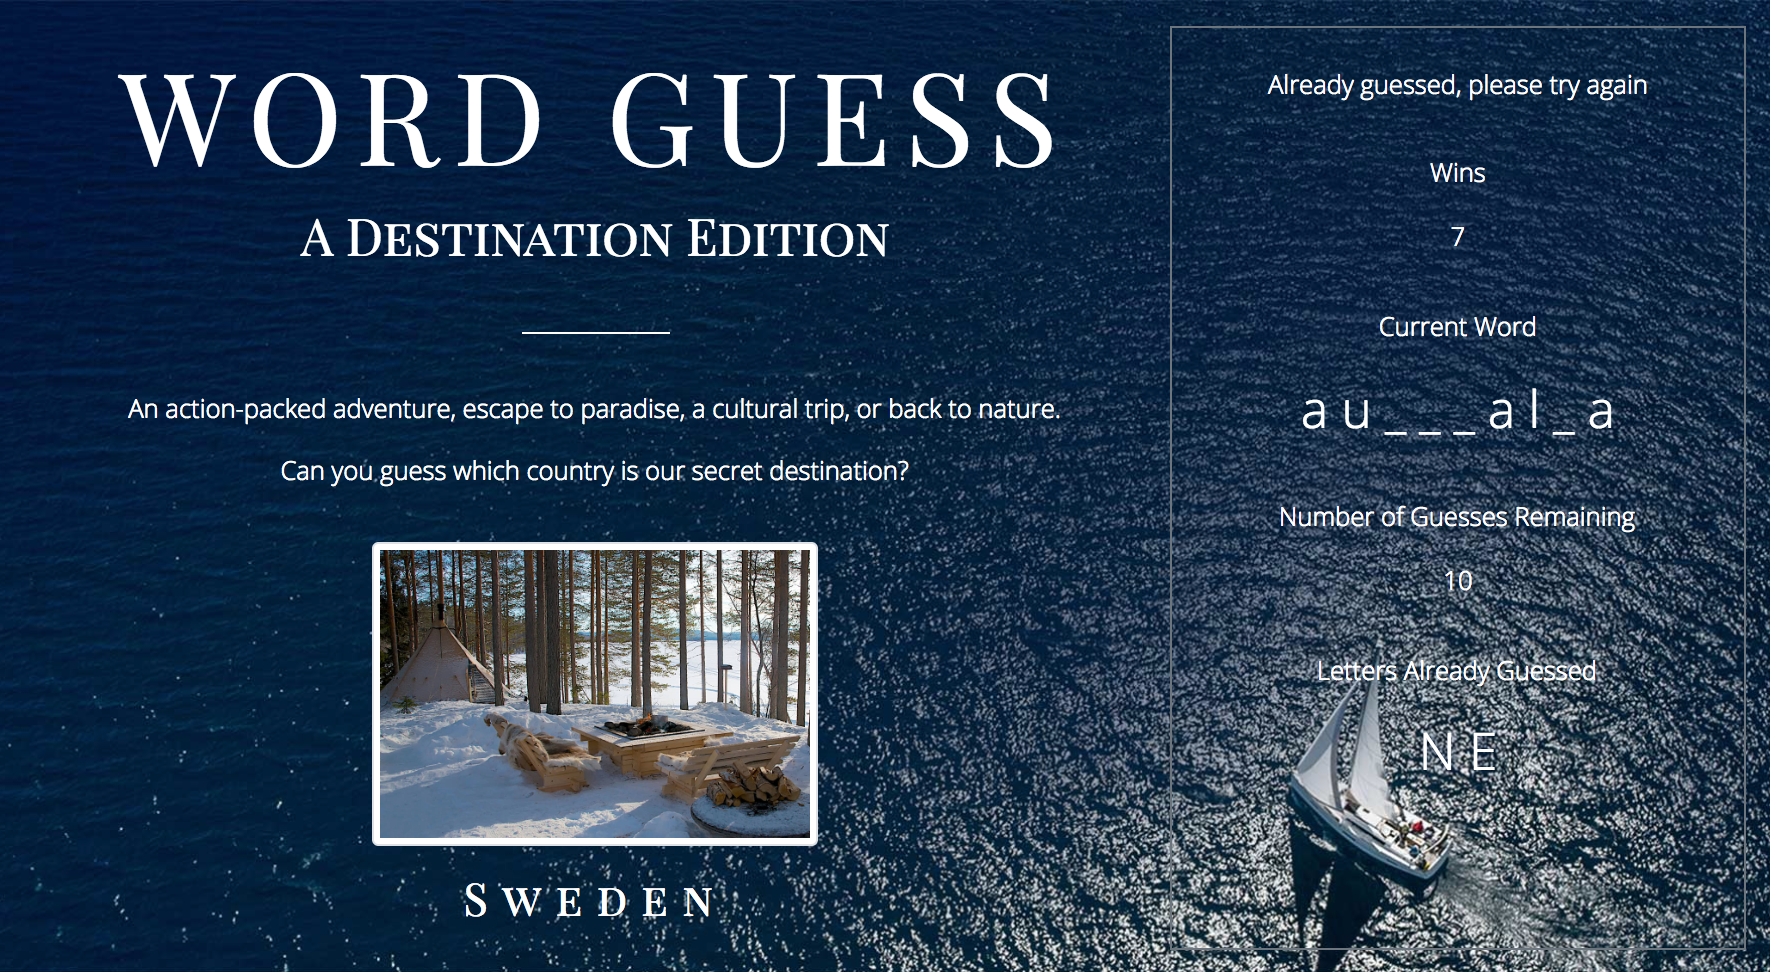 WORD GUESS
A DESTINATION EDITION
An action-packed adventure, escape to paradise, a cultural trip, or back to nature.
Can you guess which country is our secret destination?
SWEDEN
Already guessed, please try again
Wins
7
Current Word
a u _ _ _ a l _ a
Number of Guesses Remaining
10
Letters Already Guessed
N E